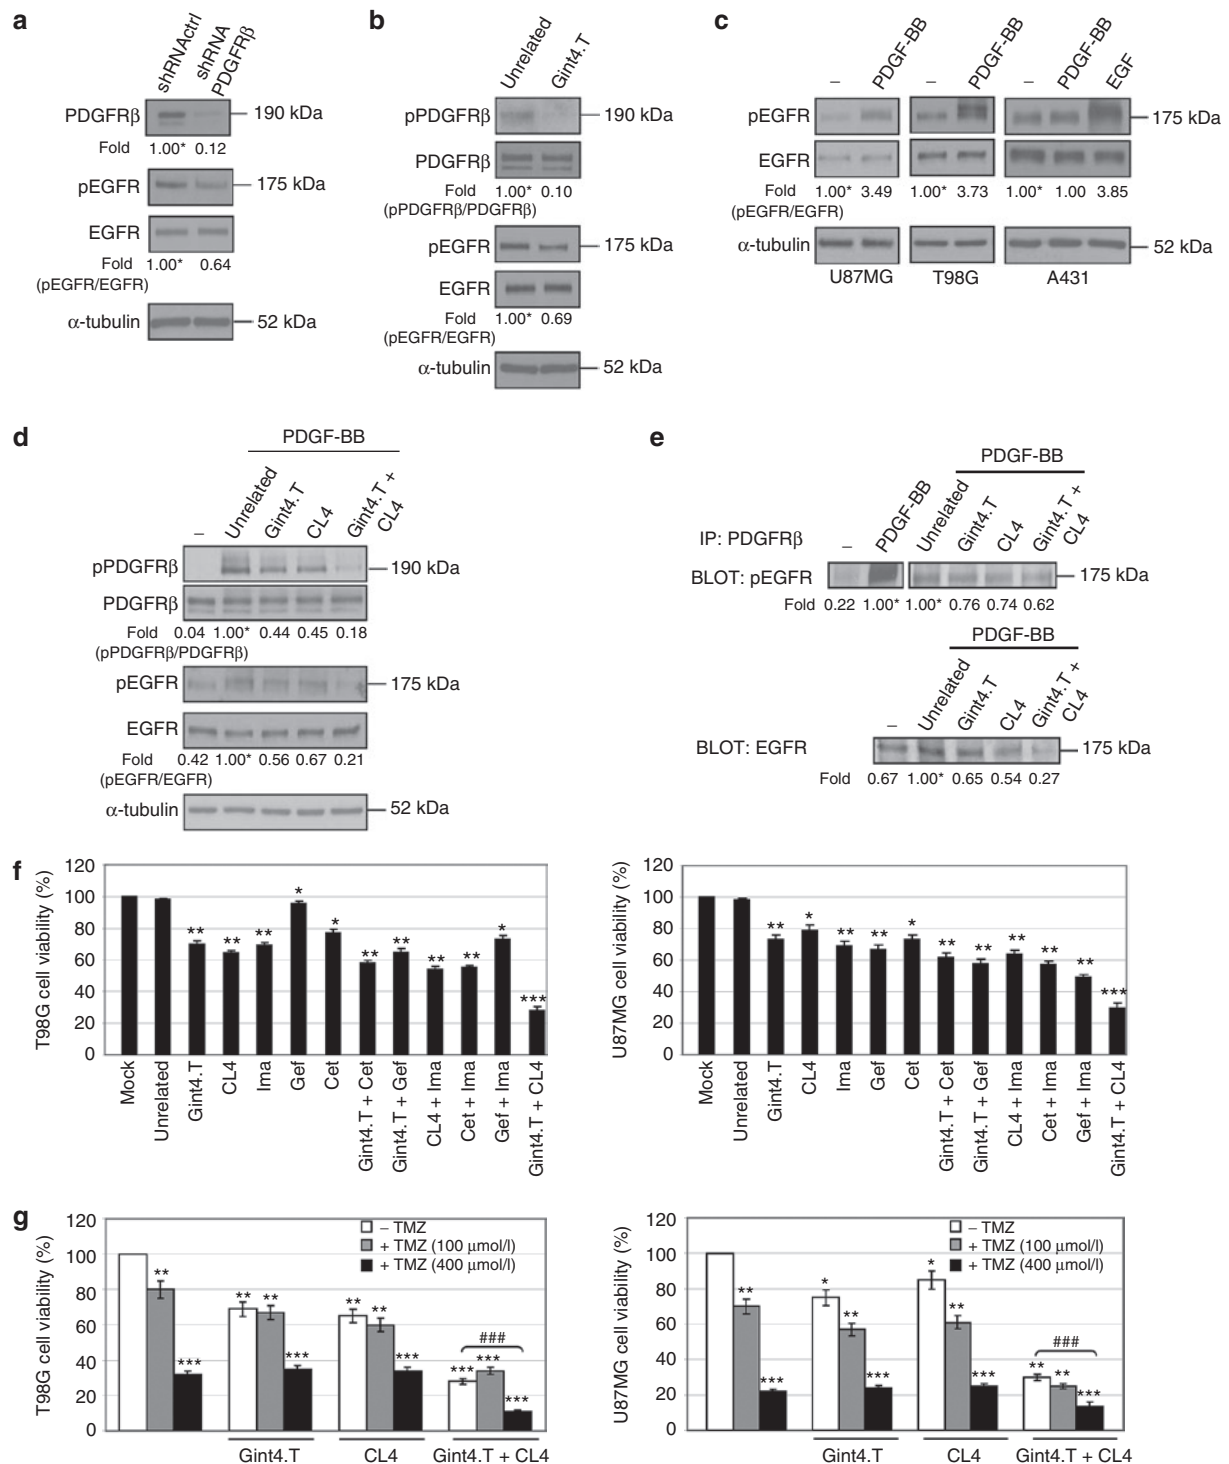 a
shRNActrl
shRNA
PDGFRβ
PDGFRβ
190 kDa
Fold 1.00* 0.12
pEGFR
175 kDa
EGFR
Fold 1.00* 0.64
(pEGFR/EGFR)
α-tubulin
52 kDa
b
Unrelated
Gint4.T
pPDGFRβ
190 kDa
PDGFRβ
Fold 1.00* 0.10
(pPDGFRβ/PDGFRβ)
pEGFR
175 kDa
EGFR
Fold 1.00* 0.69
(pEGFR/EGFR)
α-tubulin
52 kDa
c
– PDGF-BB – PDGF-BB – PDGF-BB EGF
pEGFR
175 kDa
EGFR
Fold 1.00* 3.49 1.00* 3.73 1.00* 1.00 3.85
(pEGFR/EGFR)
α-tubulin
52 kDa
U87MG T98G A431
d
PDGF-BB
– Unrelated Gint4.T CL4 Gint4.T + CL4
pPDGFRβ
190 kDa
PDGFRβ
Fold 0.04 1.00* 0.44 0.45 0.18
(pPDGFRβ/PDGFRβ)
pEGFR
175 kDa
EGFR
Fold 0.42 1.00* 0.56 0.67 0.21
(pEGFR/EGFR)
α-tubulin
52 kDa
e
PDGF-BB
– PDGF-BB Unrelated Gint4.T CL4 Gint4.T + CL4
IP: PDGFRβ
BLOT: pEGFR
175 kDa
Fold 0.22 1.00* 1.00* 0.76 0.74 0.62
PDGF-BB
– Unrelated Gint4.T CL4 Gint4.T + CL4
BLOT: EGFR
175 kDa
Fold 0.67 1.00* 0.65 0.54 0.27
f
T98G cell viability (%)
120
100
80
60
40
20
0
** ** ** * * ** ** ** ** * ***
Mock
Unrelated
Gint4.T
CL4
Ima
Gef
Cet
Gint4.T + Cet
Gint4.T + Gef
CL4 + Ima
Cet + Ima
Gef + Ima
Gint4.T + CL4
U87MG cell viability (%)
120
100
80
60
40
20
0
** * ** ** * ** ** ** ** ** ***
Mock
Unrelated
Gint4.T
CL4
Ima
Gef
Cet
Gint4.T + Cet
Gint4.T + Gef
CL4 + Ima
Cet + Ima
Gef + Ima
Gint4.T + CL4
g
T98G cell viability (%)
120
100
80
60
40
20
0
– TMZ
+ TMZ (100 μmol/l)
+ TMZ (400 μmol/l)
###
** *** ** ** *** ** ** *** *** *** ***
Gint4.T CL4 Gint4.T + CL4
U87MG cell viability (%)
120
100
80
60
40
20
0
– TMZ
+ TMZ (100 μmol/l)
+ TMZ (400 μmol/l)
###
** *** * ** *** * ** *** ** ** ***
Gint4.T CL4 Gint4.T + CL4